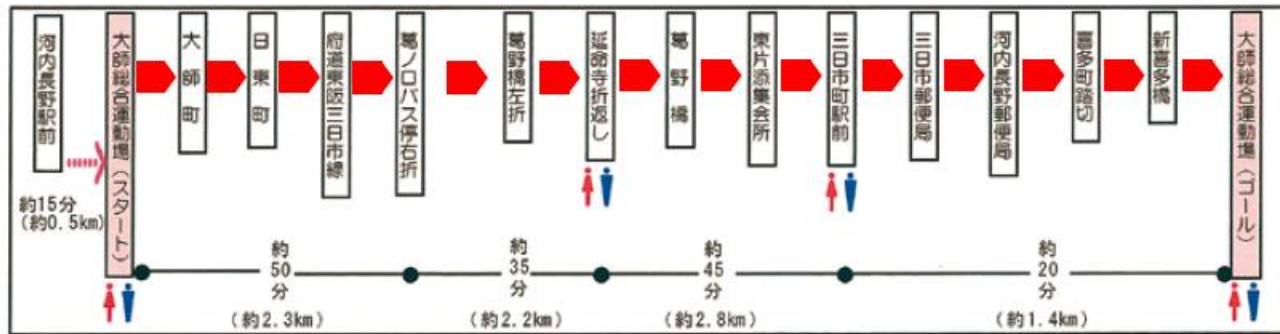 河内長野駅前
大師総合運動場（スタート）
大師町
日東町
府道東阪三日市線
葛ノ口バス停右折
葛野橋左折
延命寺折返し
葛野橋
東片添集会所
三日市町駅前
三日市郵便局
河内長野郵便局
喜多町踏切
新喜多橋
大師総合運動場（ゴール）
約15分
(約0.5km)
約50分
(約2.3km)
約35分
(約2.2km)
約45分
(約2.8km)
約20分
(約1.4km)